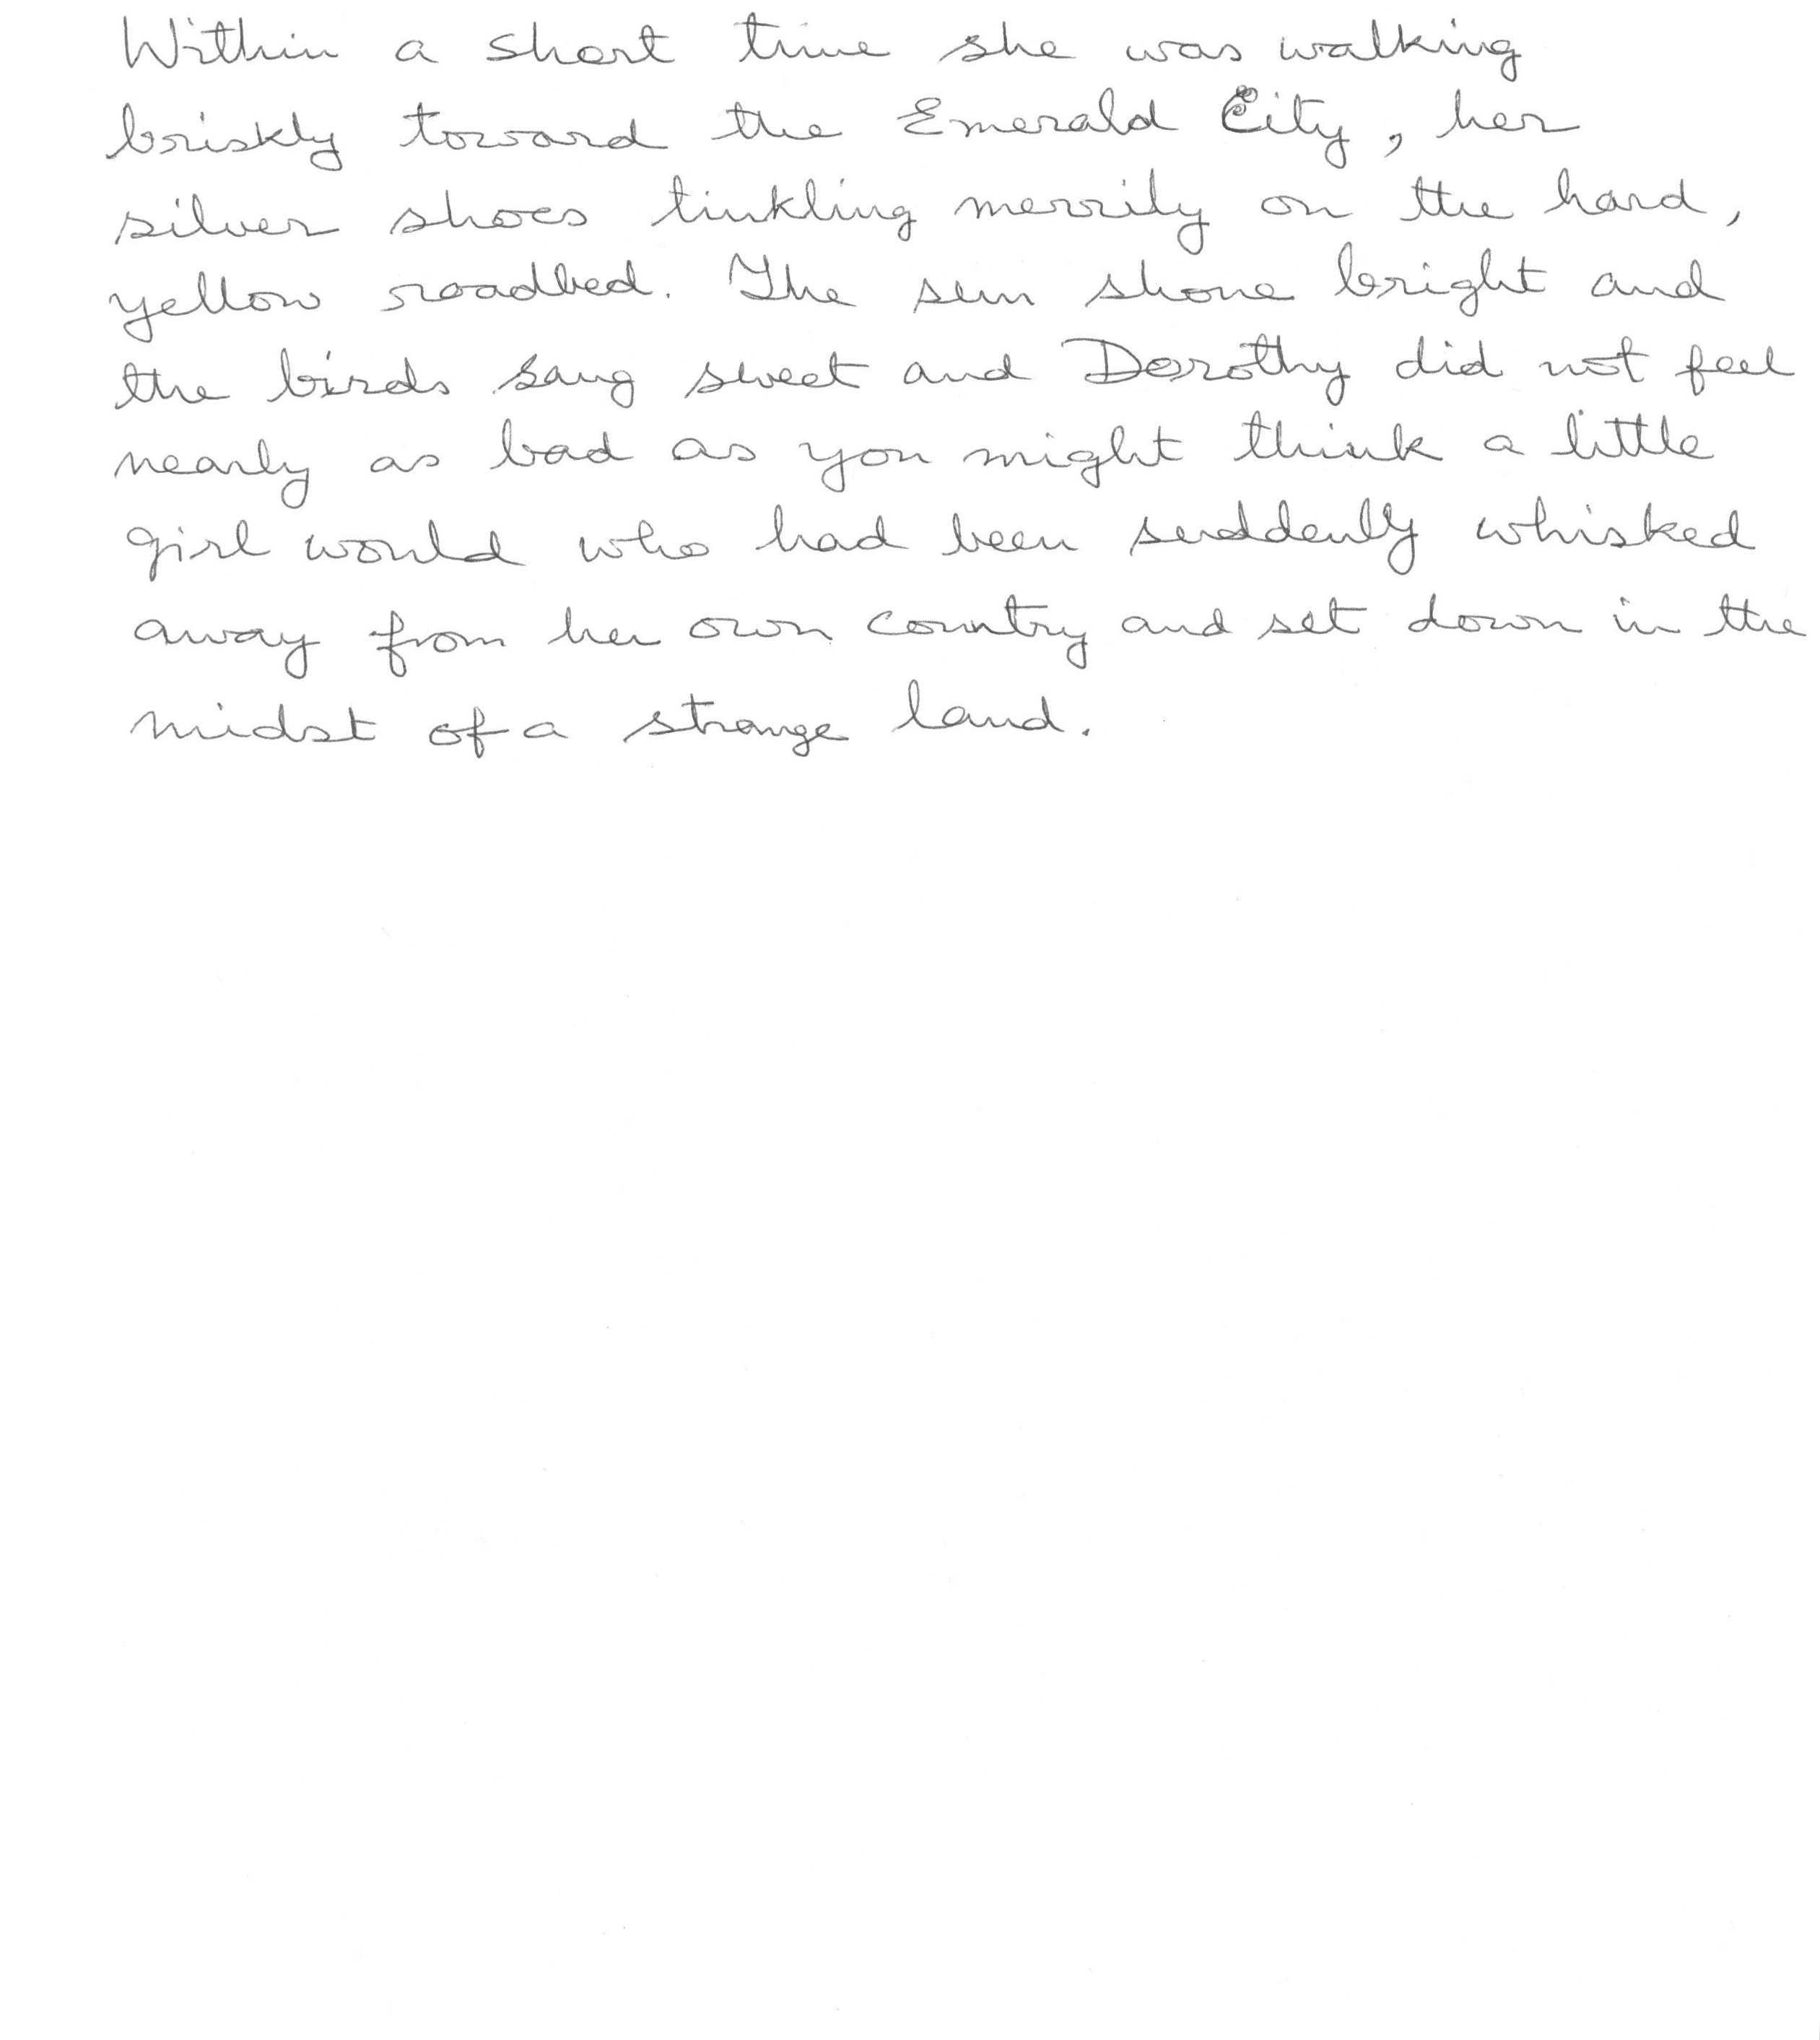 Within a short time she was walking
briskly toward the Emerald City, her
silver shoes tinkling merrily on the hard,
yellow roadbed. The sun shone bright and
the birds sang sweet and Dorothy did not feel
nearly as bad as you might think a little
girl would who had been suddenly whisked
away from her own country and set down in the
midst of a strange land.